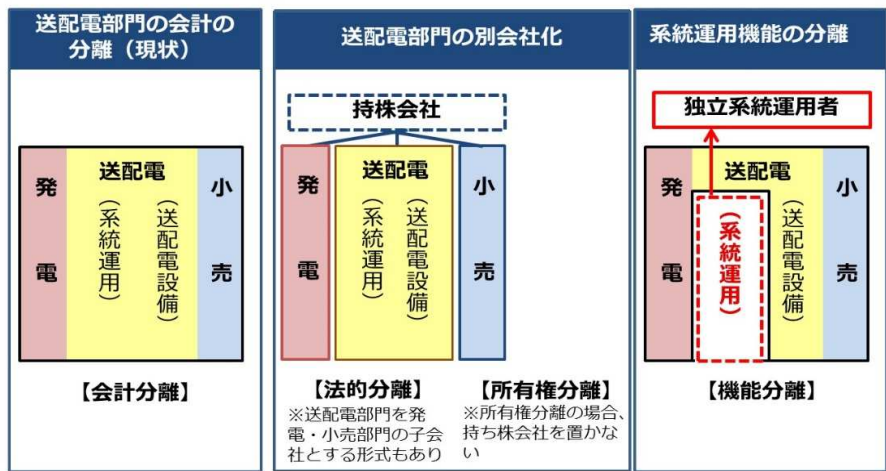 送配電部門の会計の
分離（現状）
発電
送配電
（系統運用）
（送配電設備）
小売
【会計分離】
送配電部門の別会社化
持株会社
発電
送配電
（系統運用）
（送配電設備）
小売
【法的分離】
※送配電部門を発
電・小売部門の子会
社とする形式もあり
【所有権分離】
※所有権分離の場合、
持ち株会社を置かな
い
系統運用機能の分離
独立系統運用者
発電
送配電
（系統運用）
（送配電設備）
小売
【機能分離】